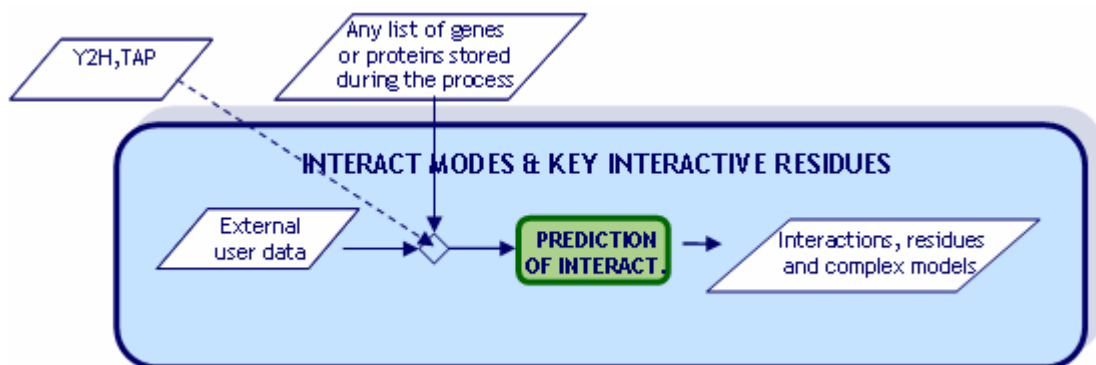 Y2H,TAP
Any list of genes
or proteins stored
during the process
INTERACT MODES & KEY INTERACTIVE RESIDUES
External
user data
PREDICTION
OF INTERACT.
Interactions, residues
and complex models